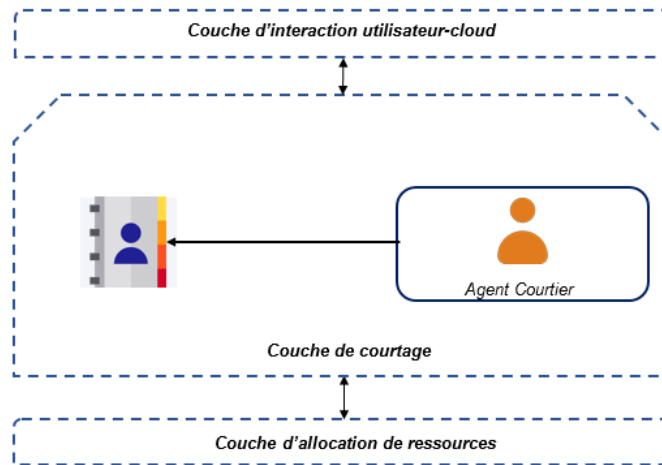 Couche d'interaction utilisateur-cloud
Agent Courtier
Couche de courtage
Couche d'allocation de ressources